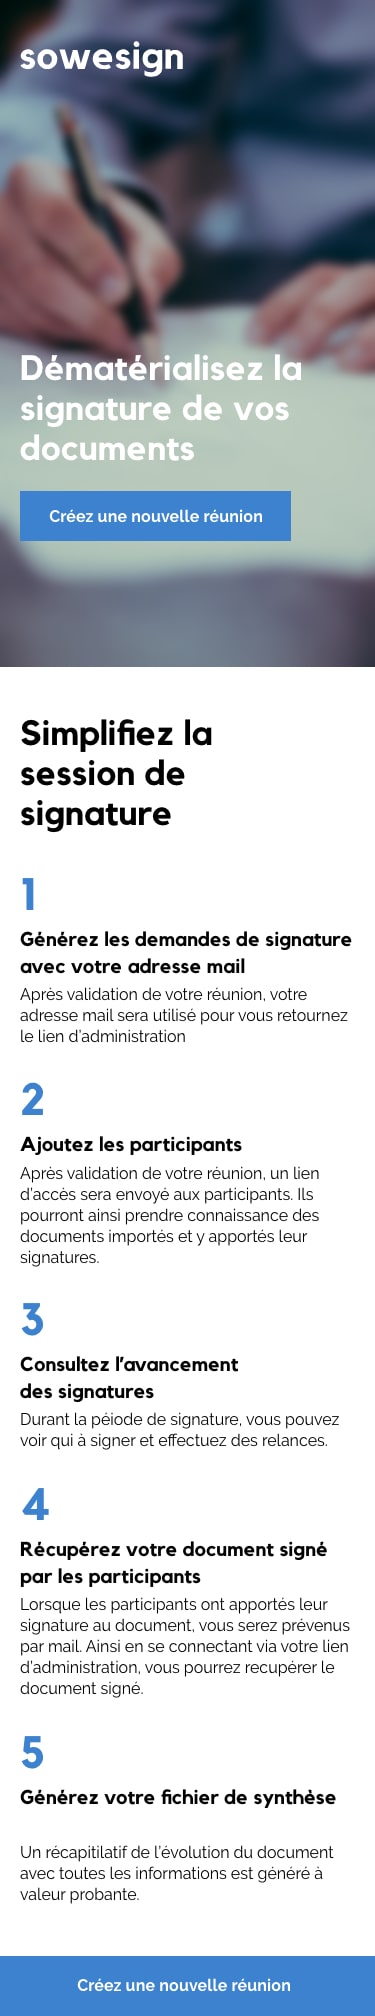 sowesign
Dématérialisez la
signature de vos
documents
Créez une nouvelle réunion
Simplifiez la
session de
signature
1
Générez les demandes de signature
avec votre adresse mail
Après validation de votre réunion, votre
adresse mail sera utilisé pour vous retournez
le lien d’administration
2
Ajoutez les participants
Après validation de votre réunion, un lien
d’accès sera envoyé aux participants. Ils
pourront ainsi prendre connaissance des
documents importés et y apportés leur
signatures.
3
Consultez l’avancement
des signatures
Durant la péiode de signature, vous pouvez
voir qui à signer et effectuez des relances.
4
Récupérez votre document signé
par les participants
Lorsque les participants ont apportés leur
signature au document, vous serez prévenus
par mail. Ainsi en se connectant via votre lien
d’administration, vous pourrez recupérer le
document signé.
5
Générez votre fichier de synthèse
Un récapitilatif de l’évolution du document
avec toutes les informations est généré à
valeur probante.
Créez une nouvelle réunion